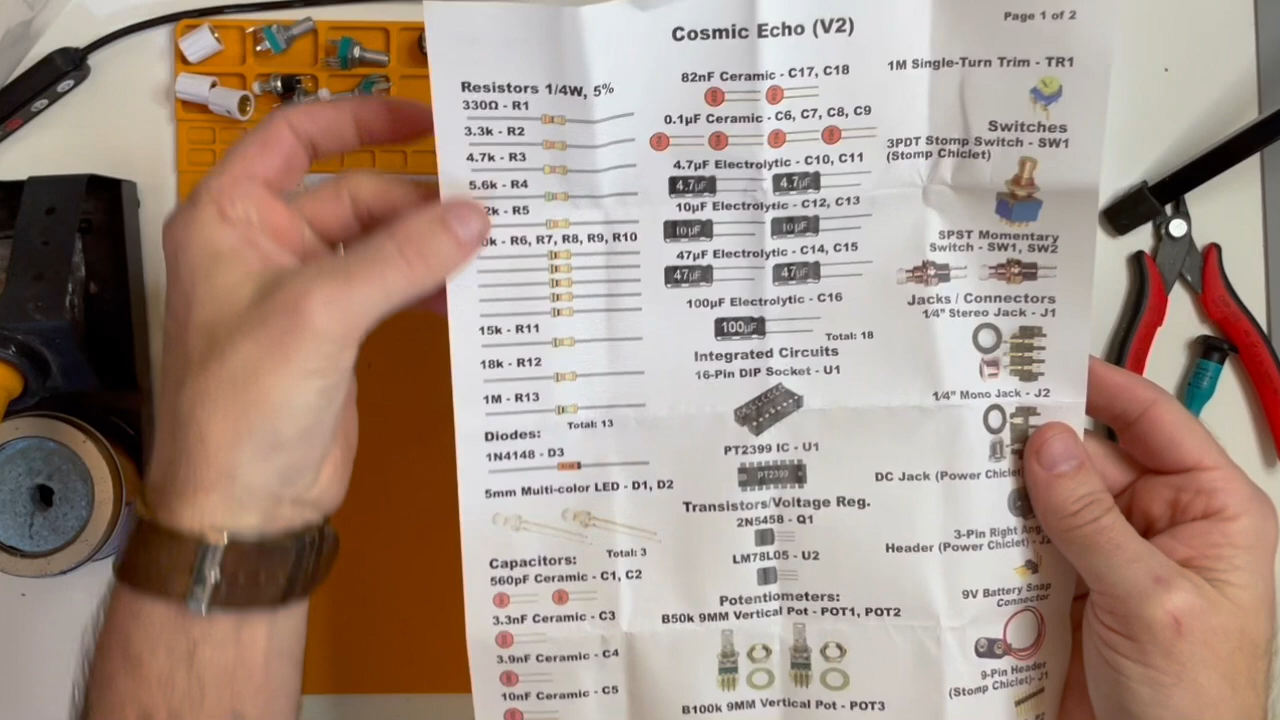 Cosmic Echo (V2)
Page 1 of 2
Resistors 1/4W, 5%
330Ω - R1
3.3k - R2
4.7k - R3
5.6k - R4
2k - R5
k - R6, R7, R8, R9, R10
15k - R11
18k - R12
1M - R13
Total: 13
Diodes:
1N4148 - D3
5mm Multi-color LED - D1, D2
Total: 3
Capacitors:
560pF Ceramic - C1, C2
3.3nF Ceramic - C3
3.9nF Ceramic - C4
10nF Ceramic - C5
82nF Ceramic - C17, C18
0.1µF Ceramic - C6, C7, C8, C9
4.7µF Electrolytic - C10, C11
4.7µF 4.7µF
10µF Electrolytic - C12, C13
10µF 10µF
47µF Electrolytic - C14, C15
47µF 47µF
100µF Electrolytic - C16
100µF
Total: 18
Integrated Circuits
16-Pin DIP Socket - U1
PT2399 IC - U1
PT2399
Transistors/Voltage Reg.
2N5458 - Q1
LM78L05 - U2
Potentiometers:
B50k 9MM Vertical Pot - POT1, POT2
B100k 9MM Vertical Pot - POT3
1M Single-Turn Trim - TR1
Switches
3PDT Stomp Switch - SW1
(Stomp Chiclet)
SPST Momentary
Switch - SW1, SW2
Jacks / Connectors
1/4" Stereo Jack - J1
1/4" Mono Jack - J2
DC Jack (Power Chiclet
3-Pin Right Ang
Header (Power Chiclet) -
9V Battery Snap
Connector
9-Pin Header
(Stomp Chiclet)- J1